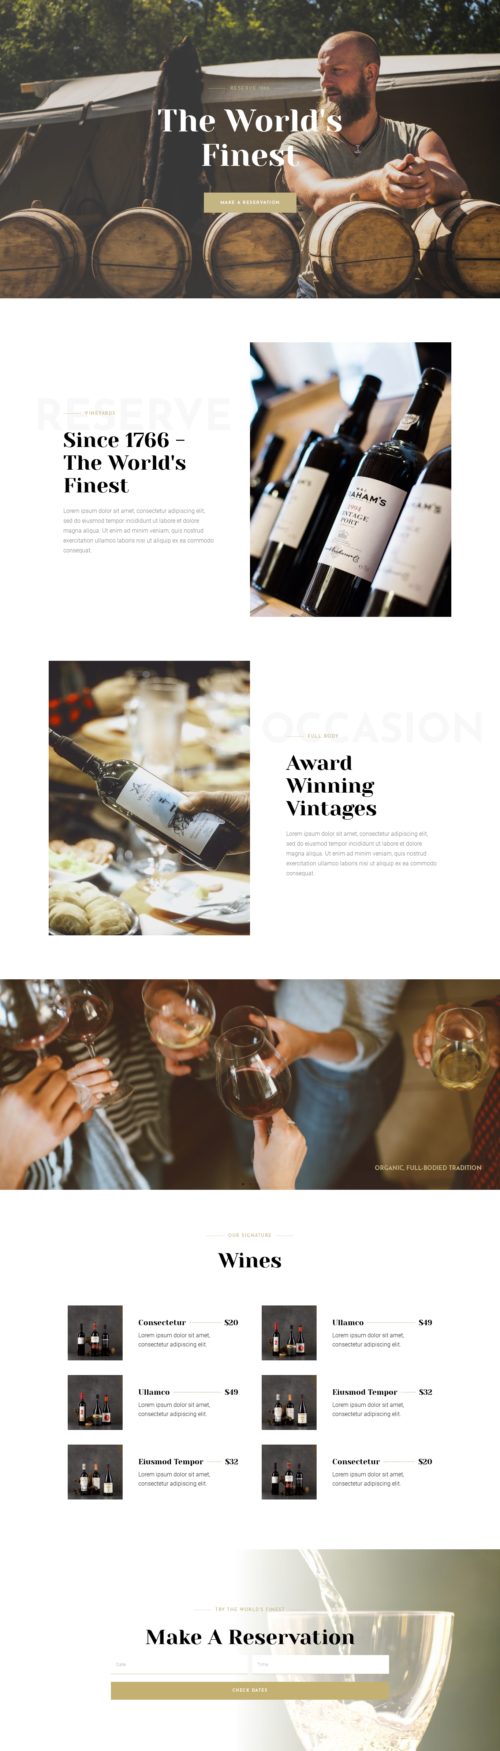 RESERVE 1766
The World's
Finest
MAKE A RESERVATION
RESERVE
VINEYARDS
Since 1766 –
The World's
Finest
Lorem ipsum dolor sit amet, consectetur adipiscing elit,
sed do eiusmod tempor incididunt ut labore et dolore
magna aliqua. Ut enim ad minim veniam, quis nostrud
exercitation ullamco laboris nisi ut aliquip ex ea commodo
consequat.
GRAHAM'S
1994
VINTAGE
PORT
OCCASION
FULL BODY
Award
Winning
Vintages
Lorem ipsum dolor sit amet, consectetur adipiscing elit,
sed do eiusmod tempor incididunt ut labore et dolore
magna aliqua. Ut enim ad minim veniam, quis nostrud
exercitation ullamco laboris nisi ut aliquip ex ea commodo
consequat.
ORGANIC, FULL-BODIED TRADITION
OUR SIGNATURE
Wines
Consectetur $20
Lorem ipsum dolor sit amet,
consectetur adipiscing elit.
Ullamco $49
Lorem ipsum dolor sit amet,
consectetur adipiscing elit.
Ullamco $49
Lorem ipsum dolor sit amet,
consectetur adipiscing elit.
Eiusmod Tempor $32
Lorem ipsum dolor sit amet,
consectetur adipiscing elit.
Eiusmod Tempor $32
Lorem ipsum dolor sit amet,
consectetur adipiscing elit.
Consectetur $20
Lorem ipsum dolor sit amet,
consectetur adipiscing elit.
TRY THE WORLD'S FINEST
Make A Reservation
Date
Time
CHECK DATES